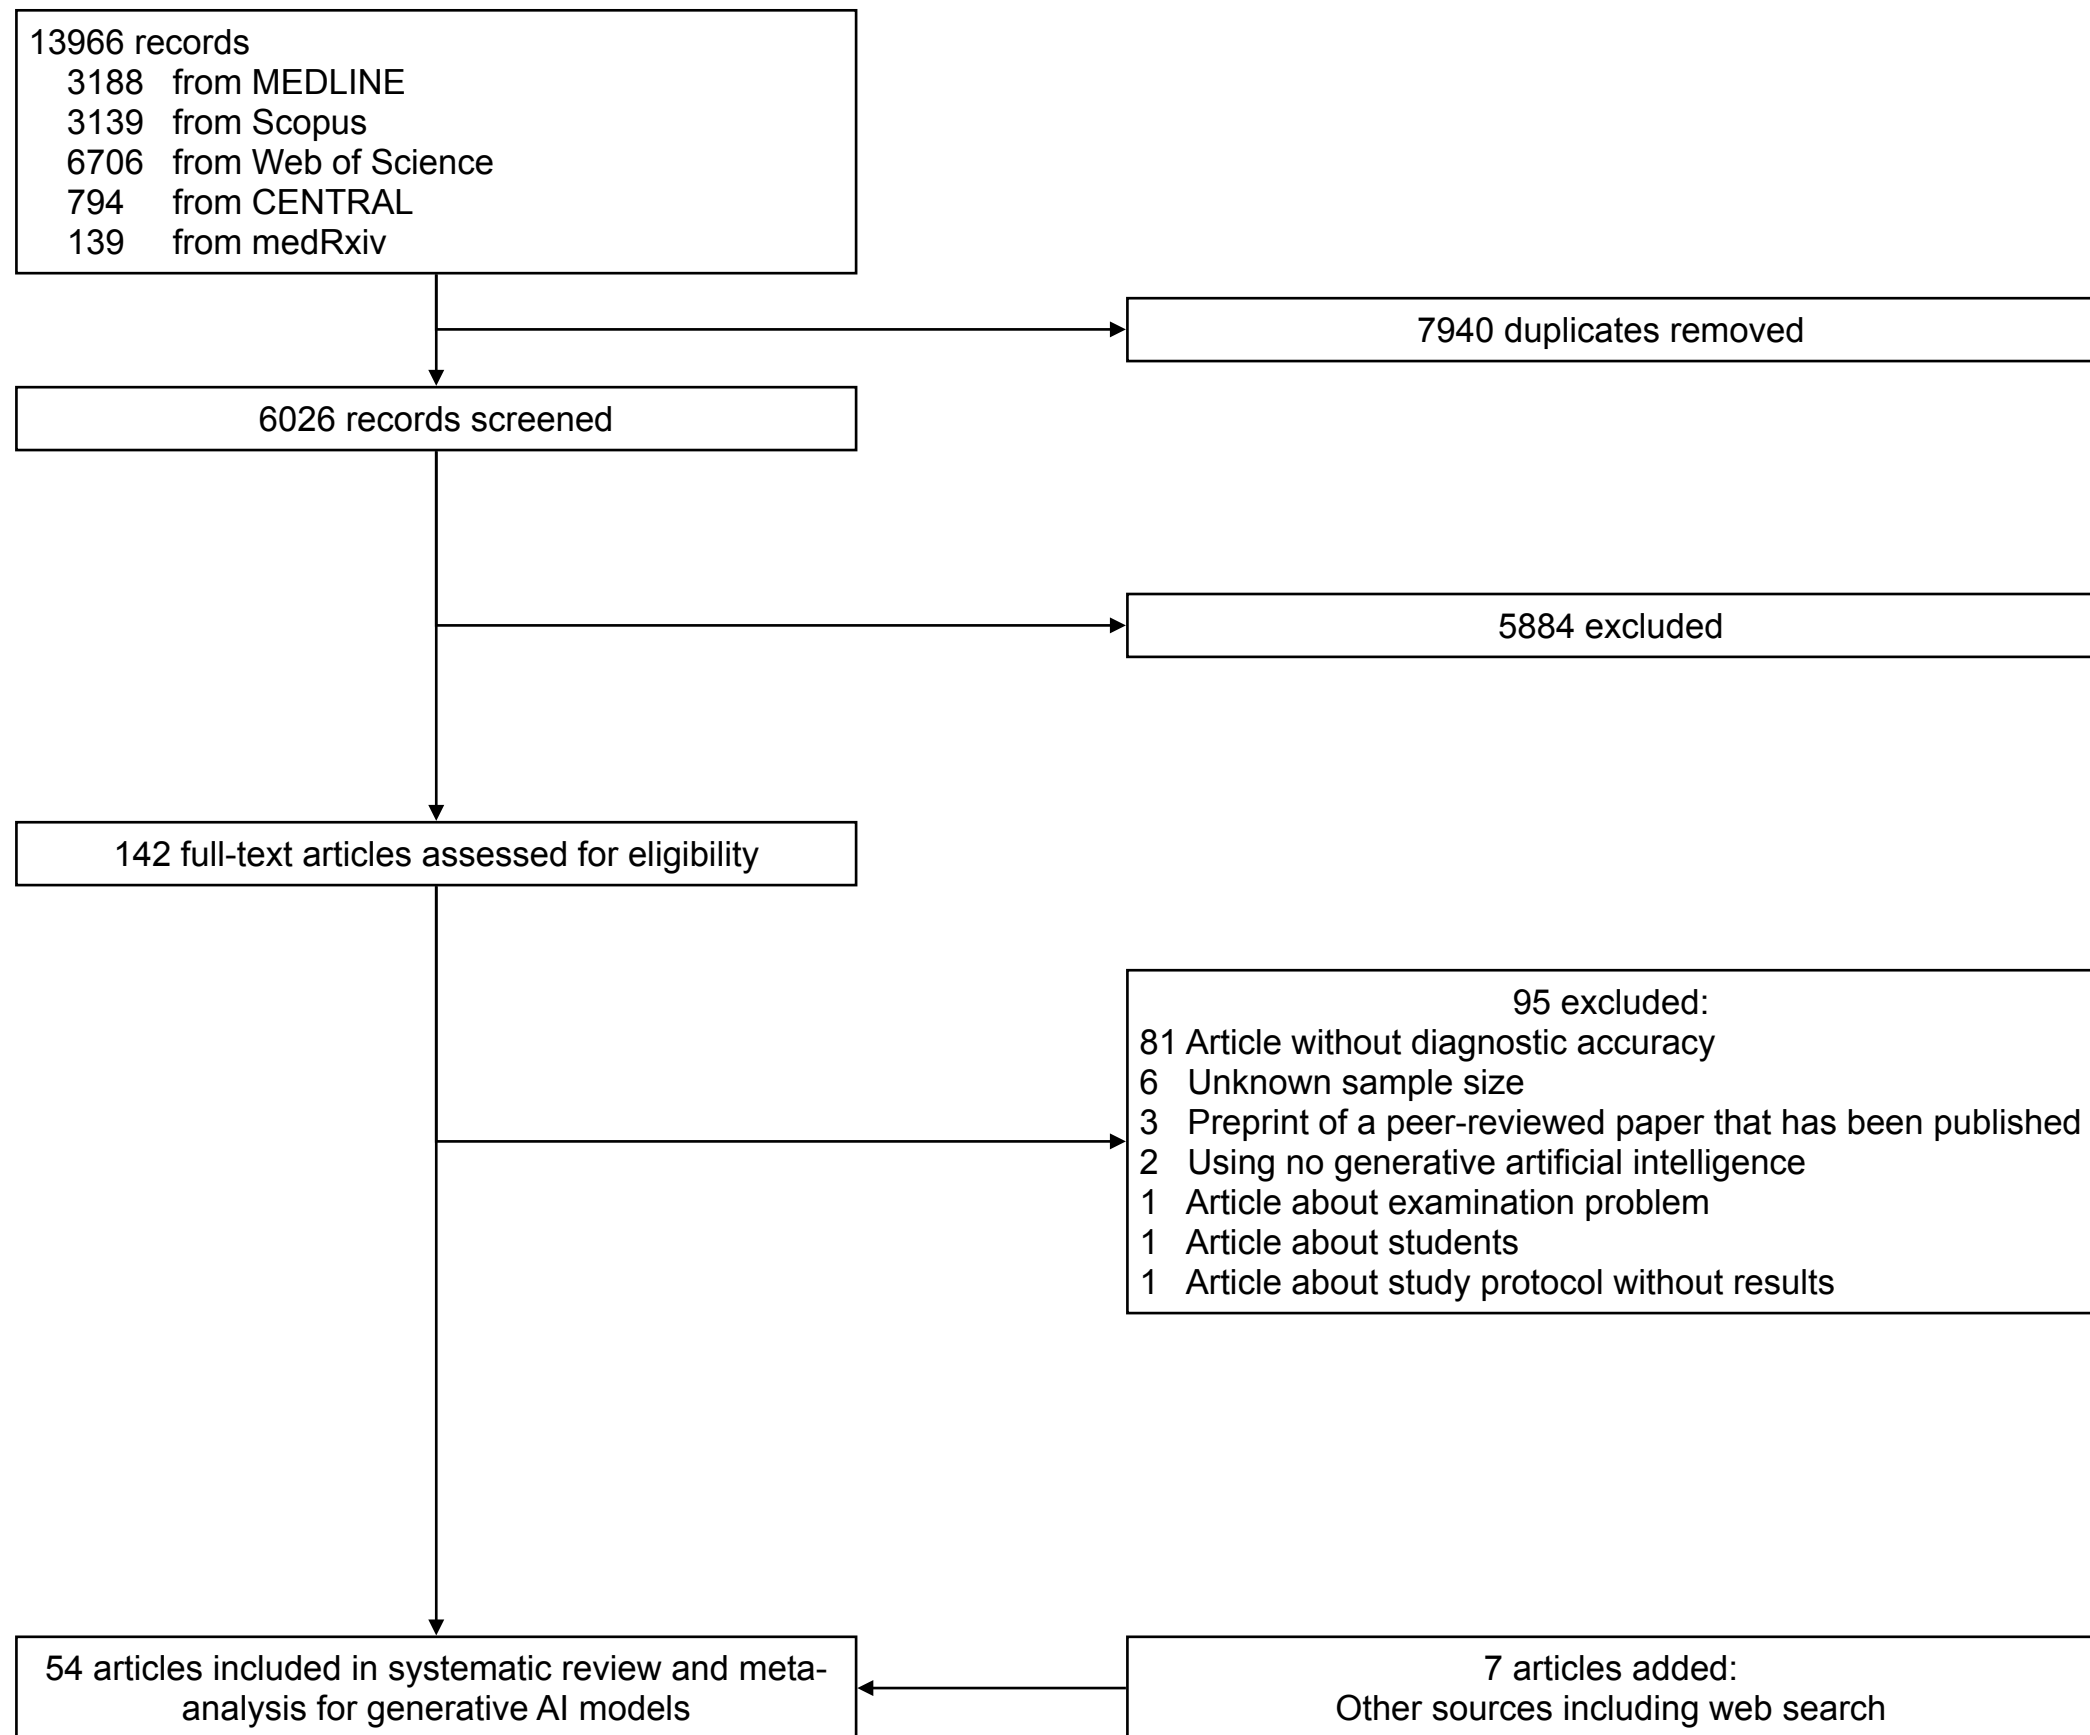 13966 records
3188 from MEDLINE
3139 from Scopus
6706 from Web of Science
794 from CENTRAL
139 from medRxiv
7940 duplicates removed
6026 records screened
5884 excluded
142 full-text articles assessed for eligibility
95 excluded:
81 Article without diagnostic accuracy
6 Unknown sample size
3 Preprint of a peer-reviewed paper that has been published
2 Using no generative artificial intelligence
1 Article about examination problem
1 Article about students
1 Article about study protocol without results
54 articles included in systematic review and meta-
analysis for generative AI models
7 articles added:
Other sources including web search